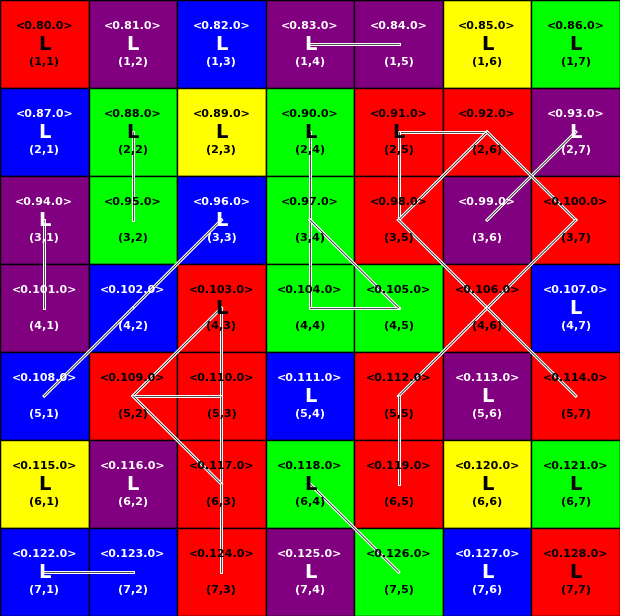 <0.80.0> <0.81.0> <0.82.0> <0.83.0> <0.84.0> <0.85.0> <0.86.0>
L L L L L L
(1,1) (1,2) (1,3) (1,4) (1,5) (1,6) (1,7)
<0.87.0> <0.88.0> <0.89.0> <0.90.0> <0.91.0> <0.92.0> <0.93.0>
L L L L L L
(2,1) (2,2) (2,3) (2,4) (2,5) (2,6) (2,7)
<0.94.0> <0.95.0> <0.96.0> <0.97.0> <0.98.0> <0.99.0> <0.100.0>
L L
(3,1) (3,2) (3,3) (3,4) (3,5) (3,6) (3,7)
<0.101.0> <0.102.0> <0.103.0> <0.104.0> <0.105.0> <0.106.0> <0.107.0>
L L
(4,1) (4,2) (4,3) (4,4) (4,5) (4,6) (4,7)
<0.108.0> <0.109.0> <0.110.0> <0.111.0> <0.112.0> <0.113.0> <0.114.0>
L L
(5,1) (5,2) (5,3) (5,4) (5,5) (5,6) (5,7)
<0.115.0> <0.116.0> <0.117.0> <0.118.0> <0.119.0> <0.120.0> <0.121.0>
L L L L L
(6,1) (6,2) (6,3) (6,4) (6,5) (6,6) (6,7)
<0.122.0> <0.123.0> <0.124.0> <0.125.0> <0.126.0> <0.127.0> <0.128.0>
L L L L
(7,1) (7,2) (7,3) (7,4) (7,5) (7,6) (7,7)